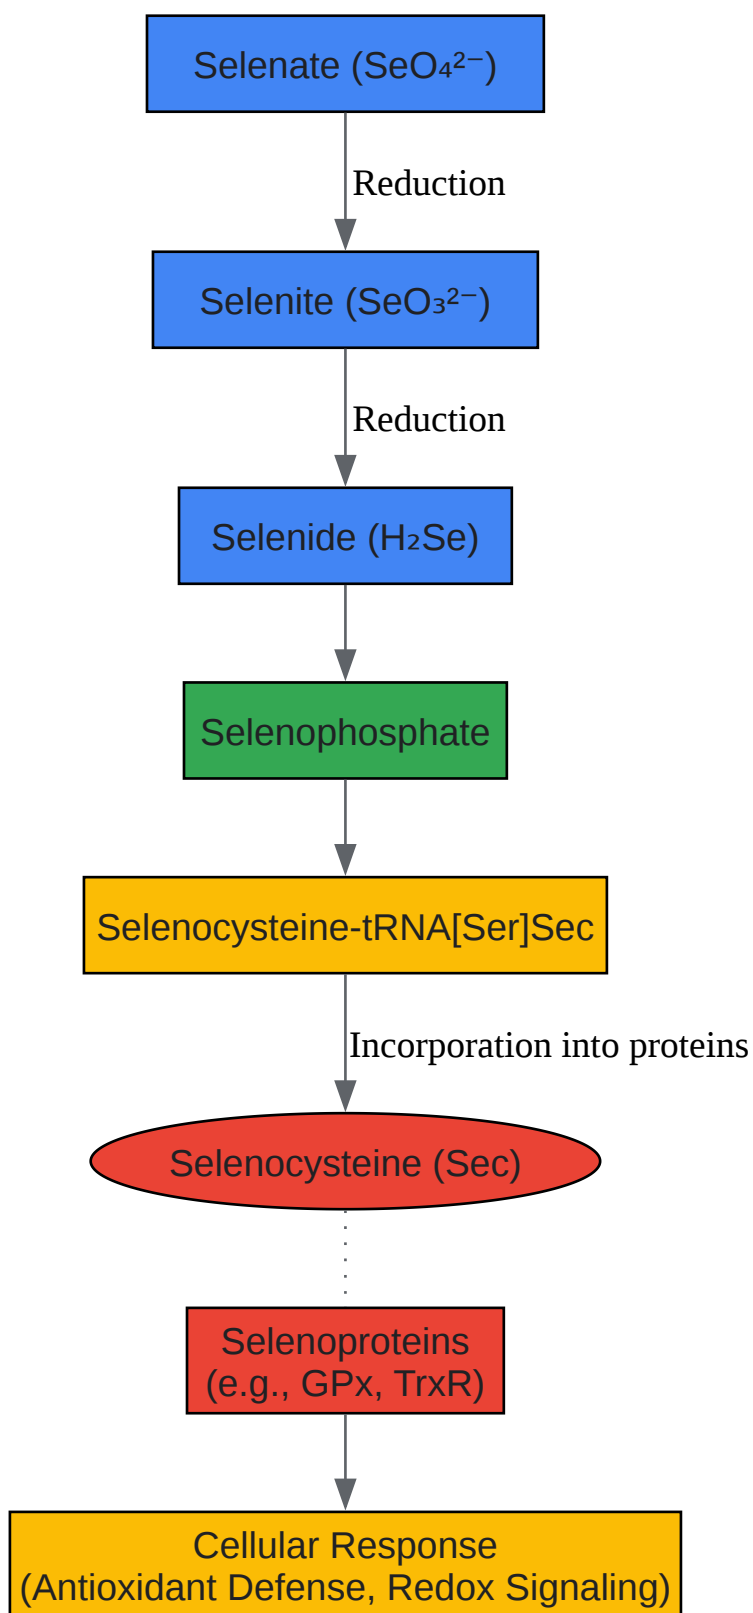 Selenate (SeO₄²⁻)
Reduction
Selenite (SeO₃²⁻)
Reduction
Selenide (H₂Se)
Selenophosphate
Selenocysteine-tRNA[Ser]Sec
Incorporation into proteins
Selenocysteine (Sec)
Selenoproteins
(e.g., GPx, TrxR)
Cellular Response
(Antioxidant Defense, Redox Signaling)